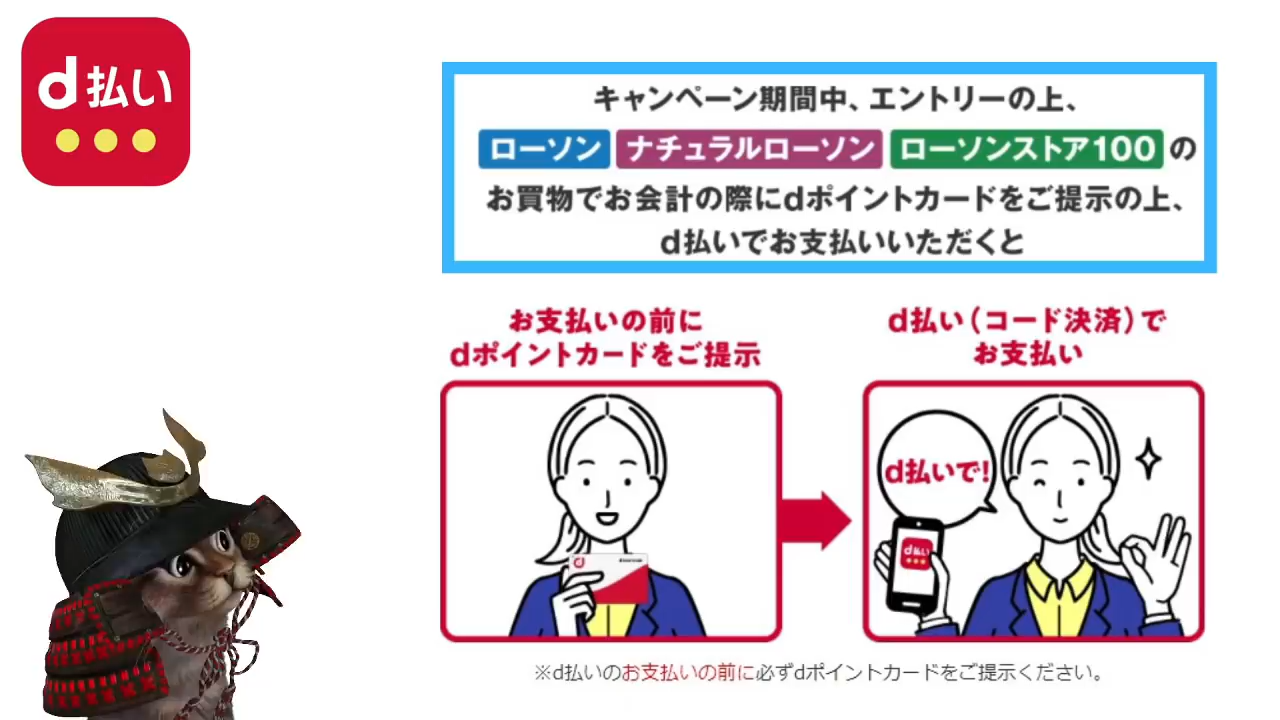 d払い
キャンペーン期間中、エントリーの上、
ローソン ナチュラルローソン ローソンストア100 の
お買物でお会計の際にdポイントカードをご提示の上、
d払いでお支払いいただくと
お支払いの前に
dポイントカードをご提示
d払い(コード決済)で
お支払い
d払いで!
d
d払い
※d払いのお支払いの前に必ずdポイントカードをご提示ください。